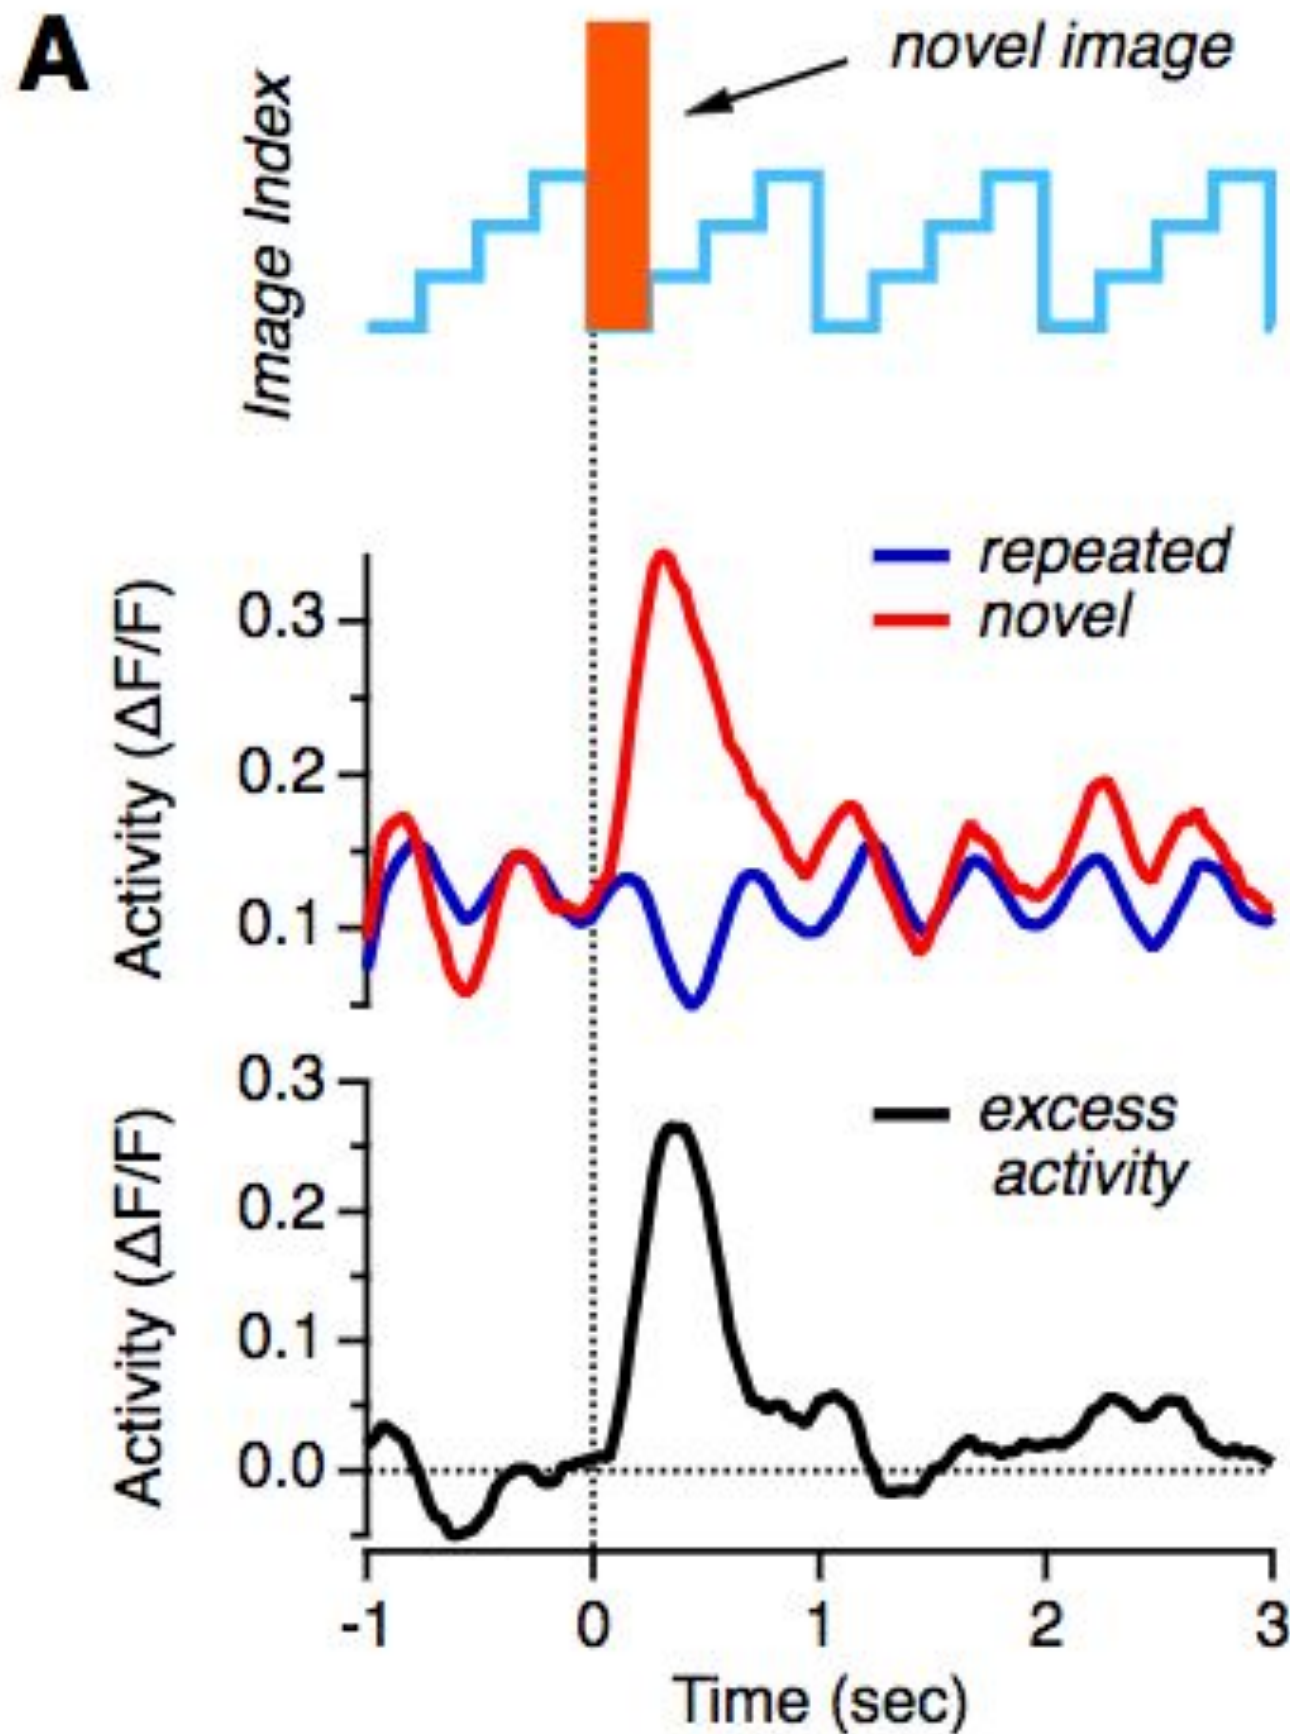 A
novel image
Image Index
repeated
novel
Activity (ΔF/F)
0.3
0.2
0.1
excess
activity
Activity (ΔF/F)
0.3
0.2
0.1
0.0
-1 0 1 2 3
Time (sec)